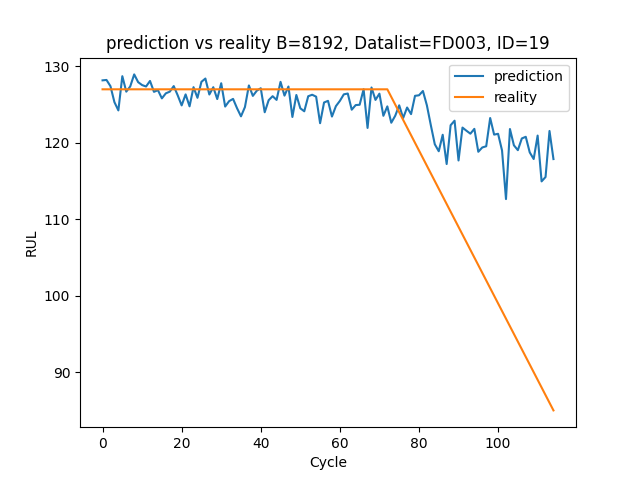 prediction vs reality B=8192, Datalist=FD003, ID=19
130
120
110
100
90
RUL
prediction
reality
0 20 40 60 80 100
Cycle